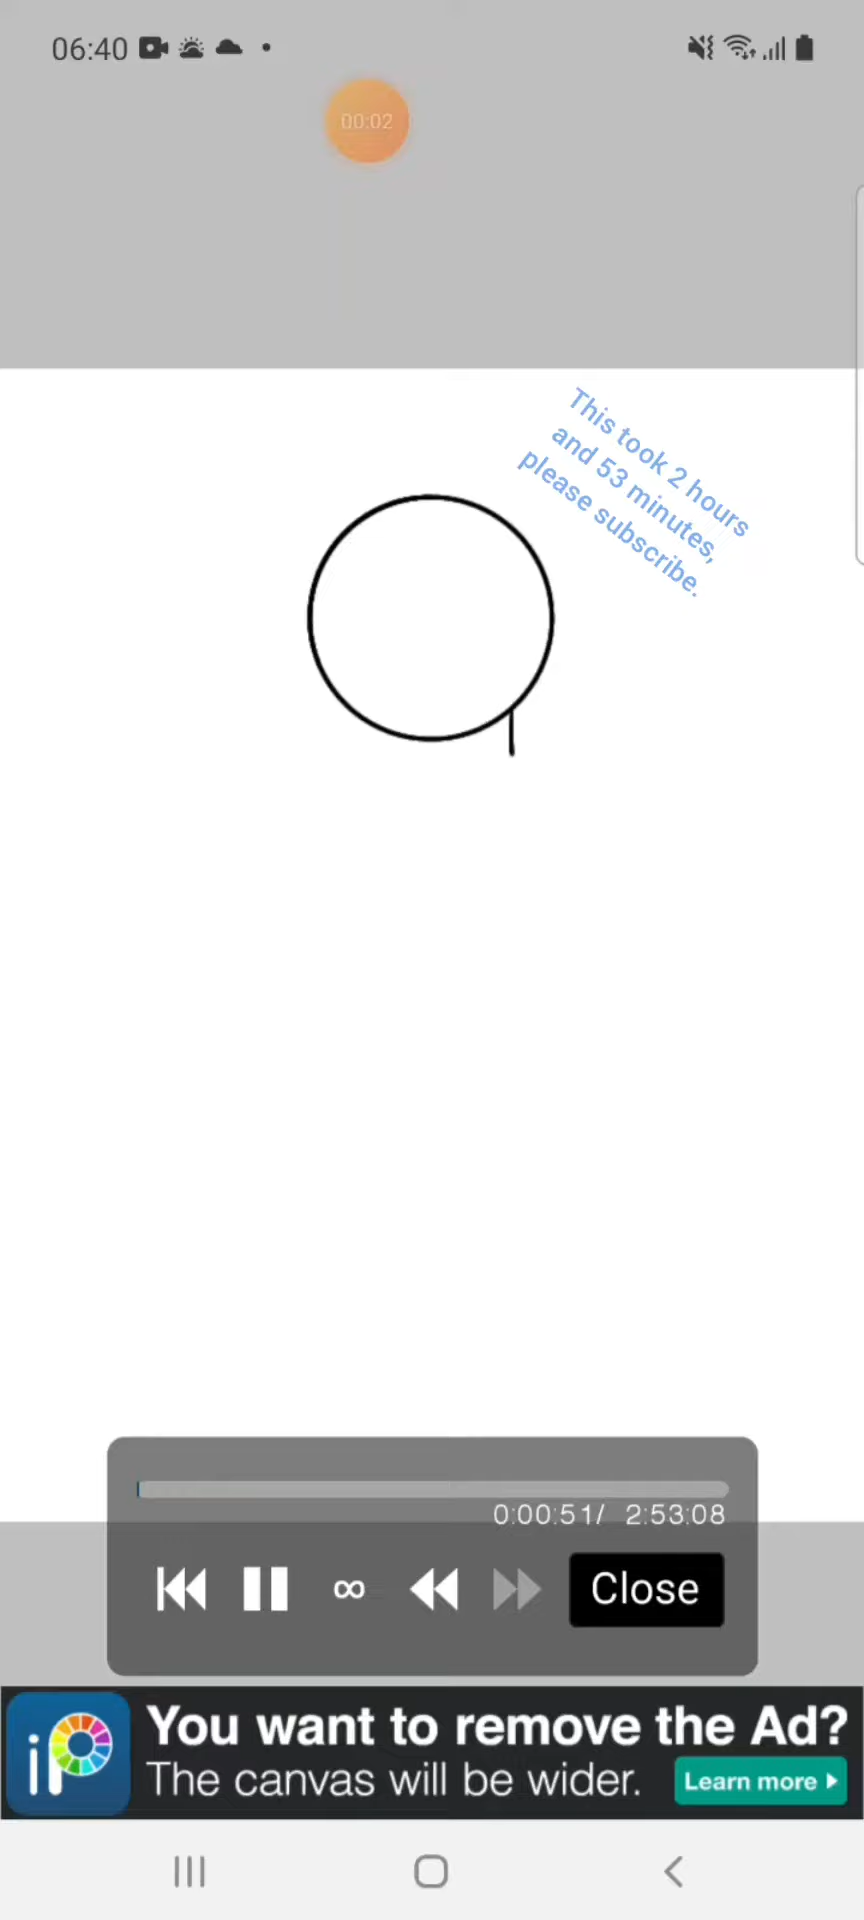 06:40
00:02
This took 2 hours
and 53 minutes,
please subscribe.
0:00:51/ 2:53:08
Close
iP
You want to remove the Ad?
The canvas will be wider.
Learn more